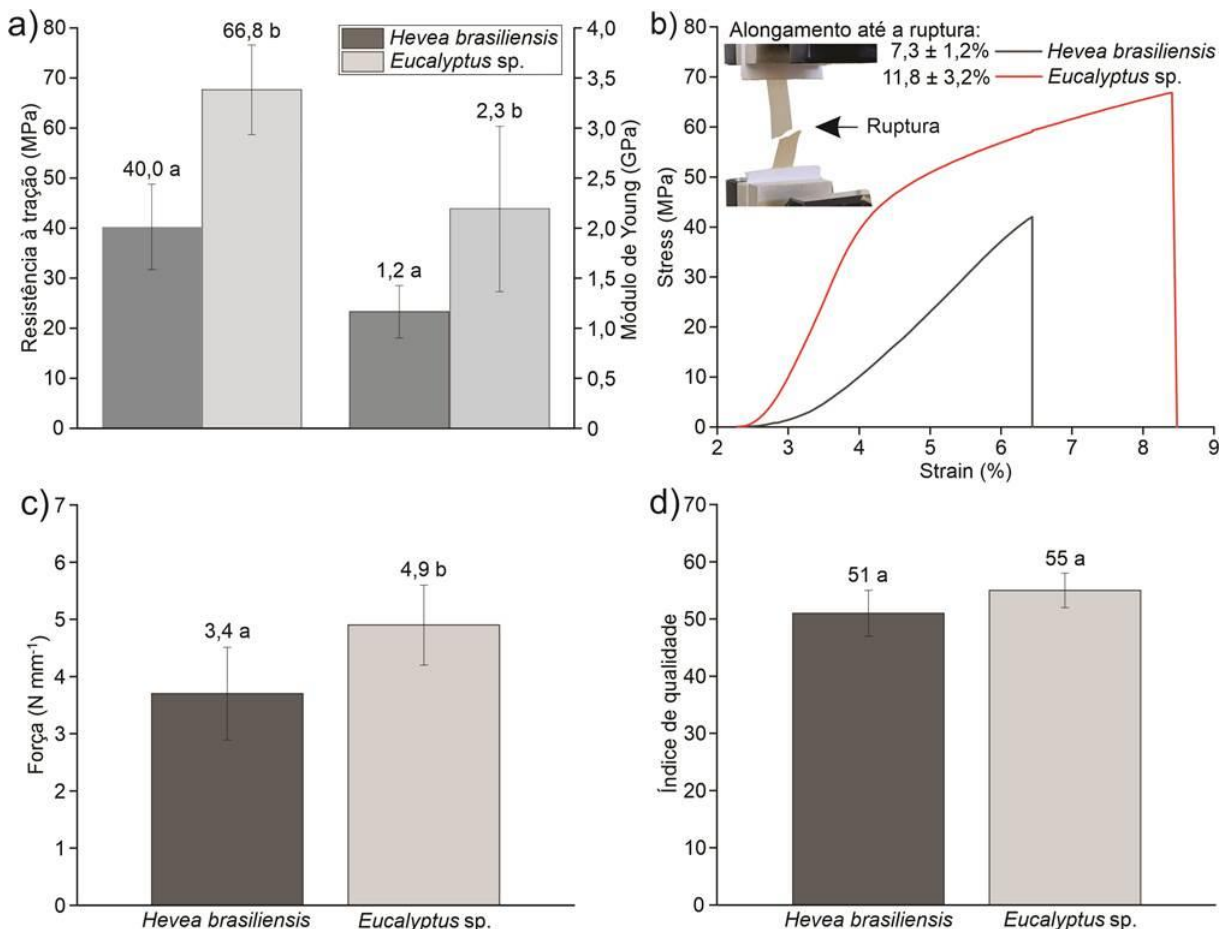 a)
Resistência à tração (MPa)
80
70
60
50
40
30
20
10
0
40,0 a
66,8 b
1,2 a
2,3 b
Hevea brasiliensis
Eucalyptus sp.
4,0
3,5
3,0
2,5
2,0
1,5
1,0
0,5
0
Módulo de Young (GPa)
b)
Alongamento até a ruptura:
7,3 ± 1,2% Hevea brasiliensis
11,8 ± 3,2% Eucalyptus sp.
Ruptura
Stress (MPa)
80
70
60
50
40
30
20
10
0
2 3 4 5 6 7 8 9
Strain (%)
c)
Força (N mm⁻¹)
7
6
5
4
3
2
1
0
3,4 a
4,9 b
Hevea brasiliensis Eucalyptus sp.
d)
Índice de qualidade
70
60
50
40
30
20
10
0
51 a
55 a
Hevea brasiliensis Eucalyptus sp.